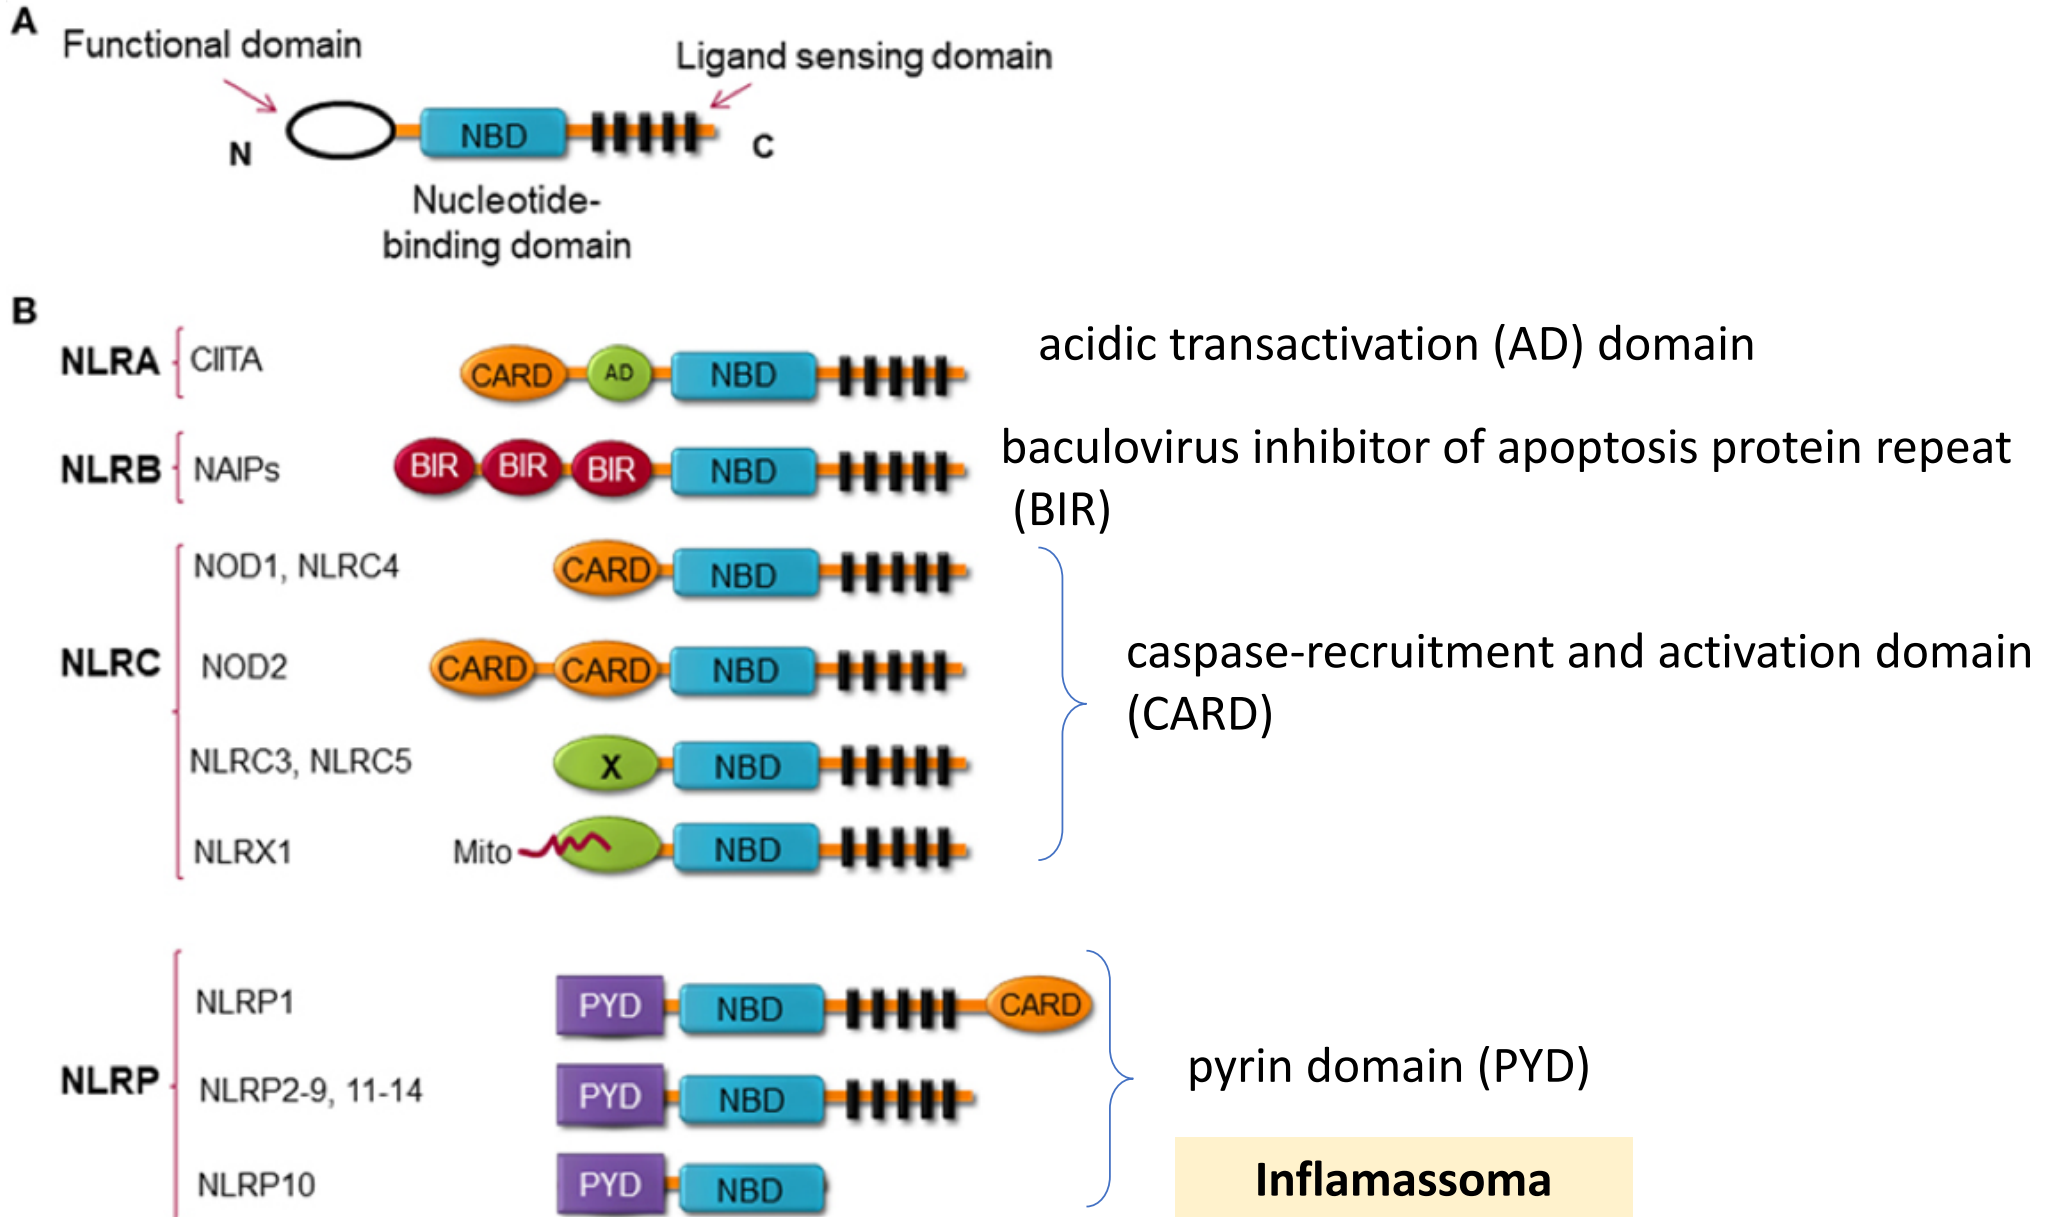 A
Functional domain
Ligand sensing domain
N
NBD
C
Nucleotide-
binding domain
B
NLRA
CIITA
CARD
AD
NBD
acidic transactivation (AD) domain
NLRB
NAIPs
BIR
BIR
BIR
NBD
baculovirus inhibitor of apoptosis protein repeat
(BIR)
NLRC
NOD1, NLRC4
CARD
NBD
NOD2
CARD
CARD
NBD
NLRC3, NLRC5
X
NBD
NLRX1
Mito
NBD
caspase-recruitment and activation domain
(CARD)
NLRP
NLRP1
PYD
NBD
CARD
NLRP2-9, 11-14
PYD
NBD
NLRP10
PYD
NBD
pyrin domain (PYD)
Inflamassoma